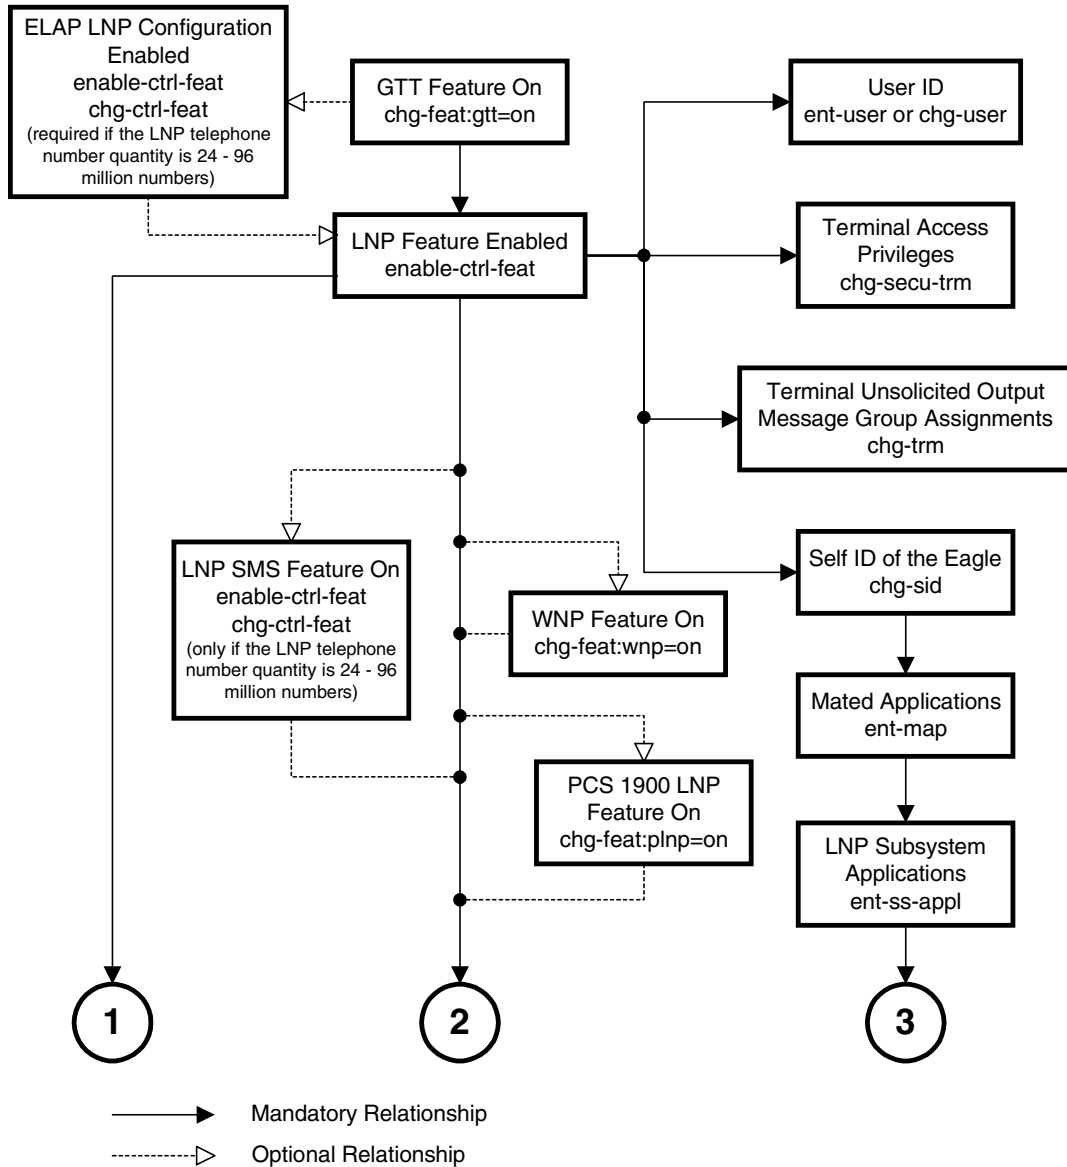 ELAP LNP Configuration
Enabled
enable-ctrl-feat
chg-ctrl-feat
(required if the LNP telephone
number quantity is 24 - 96
million numbers)
GTT Feature On
chg-feat:gtt=on
User ID
ent-user or chg-user
LNP Feature Enabled
enable-ctrl-feat
Terminal Access
Privileges
chg-secu-trm
Terminal Unsolicited Output
Message Group Assignments
chg-trm
LNP SMS Feature On
enable-ctrl-feat
chg-ctrl-feat
(only if the LNP telephone
number quantity is 24 - 96
million numbers)
WNP Feature On
chg-feat:wnp=on
Self ID of the Eagle
chg-sid
Mated Applications
ent-map
PCS 1900 LNP
Feature On
chg-feat:plnp=on
LNP Subsystem
Applications
ent-ss-appl
1
2
3
Mandatory Relationship
Optional Relationship